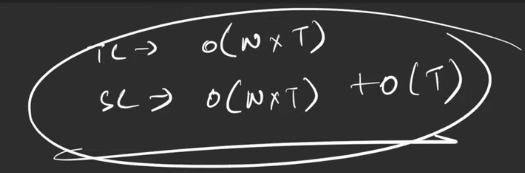 TC → O(N x T)
SC → O(N x T) + O(T)